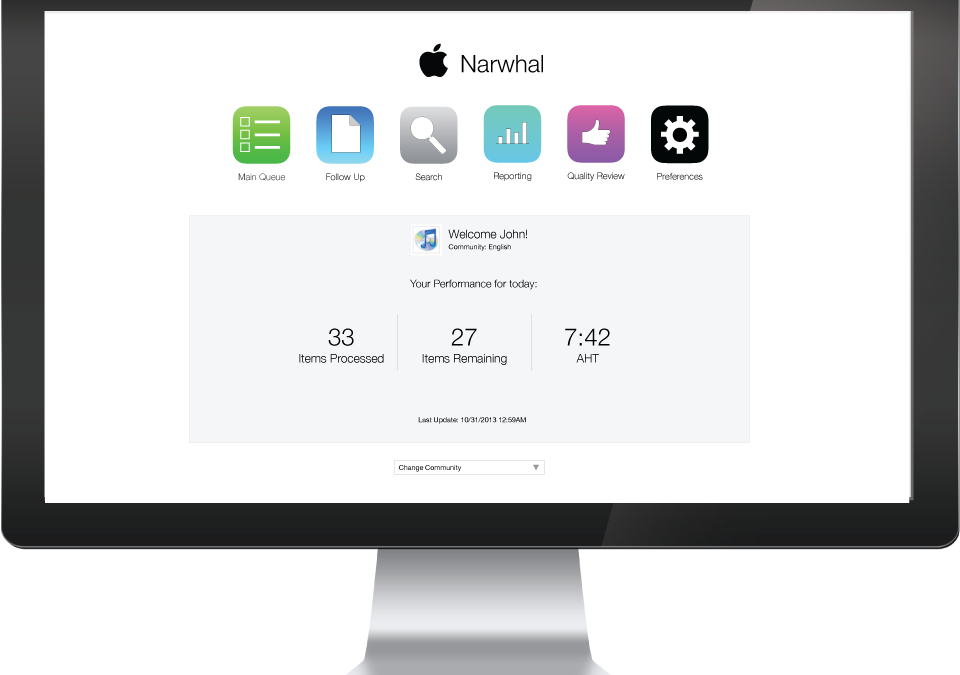 Narwhal
Main Queue
Follow Up
Search
Reporting
Quality Review
Preferences
Welcome John!
Community: English
Your Performance for today:
33
Items Processed
27
Items Remaining
7:42
AHT
Last Update: 10/31/2013 12:59AM
Change Community